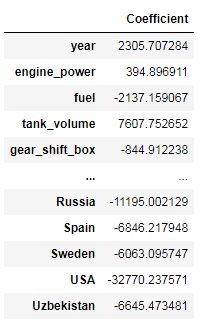 Coefficient
year 2305.707284
engine_power 394.896911
fuel -2137.159067
tank_volume 7607.752652
gear_shift_box -844.912238
... ...
Russia -11195.002129
Spain -6846.217948
Sweden -6063.095747
USA -32770.237571
Uzbekistan -6645.473481